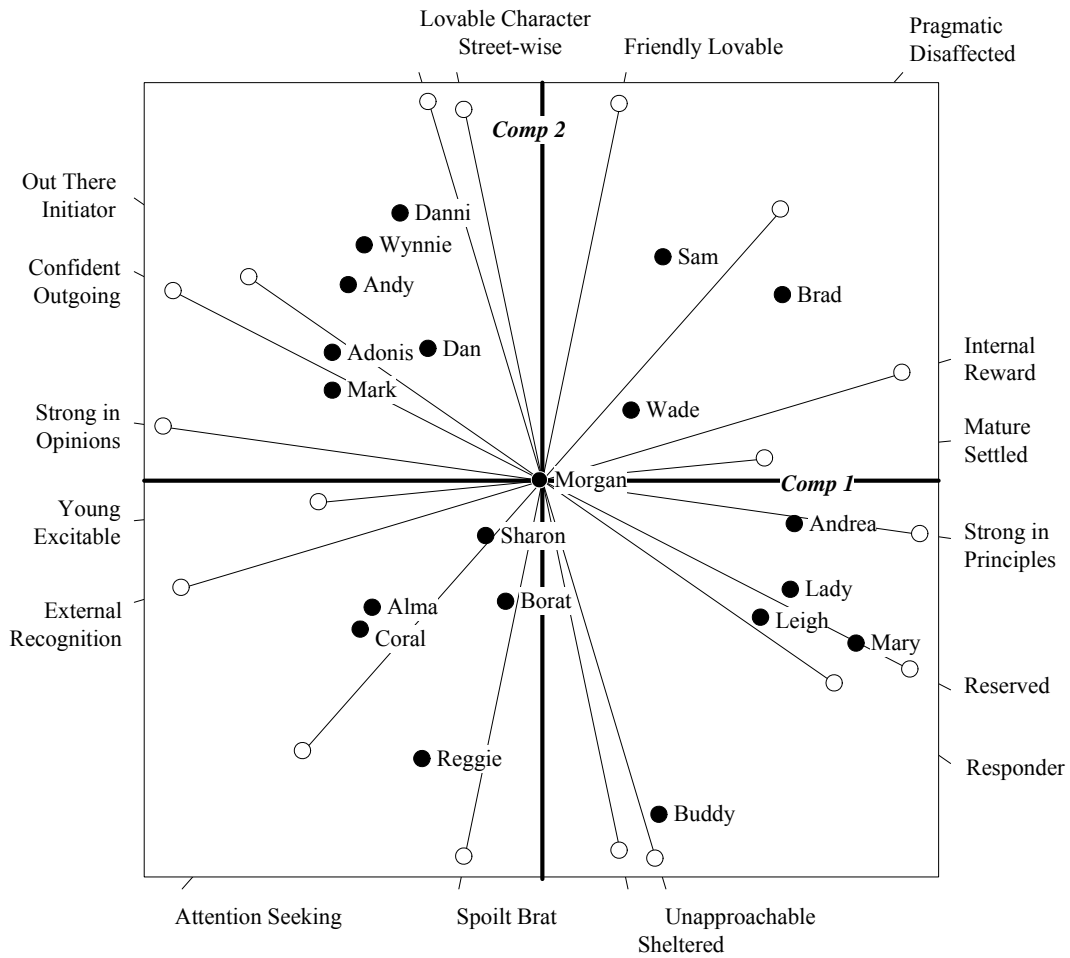 Lovable Character
Street-wise
Friendly Lovable
Pragmatic
Disaffected
Comp 2
Out There
Initiator
Danni
Wynnie
Sam
Confident
Outgoing
Andy
Brad
Adonis
Dan
Internal
Reward
Mark
Wade
Strong in
Opinions
Mature
Settled
Morgan
Comp 1
Young
Excitable
Andrea
Strong in
Principles
Sharon
External
Recognition
Alma
Borat
Lady
Leigh
Coral
Mary
Reserved
Reggie
Responder
Buddy
Attention Seeking
Spoilt Brat
Unapproachable
Sheltered